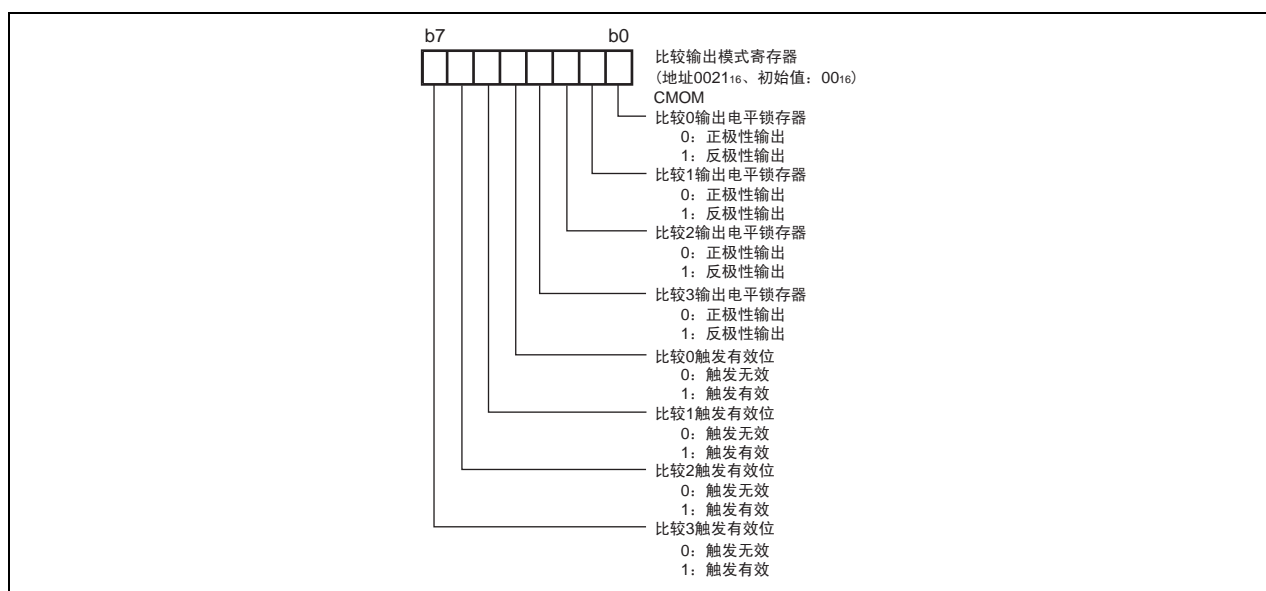 b7 b0
比较输出模式寄存器
(地址0021₁₆、初始值：00₁₆)
CMOM
比较0输出电平锁存器
0：正极性输出
1：反极性输出
比较1输出电平锁存器
0：正极性输出
1：反极性输出
比较2输出电平锁存器
0：正极性输出
1：反极性输出
比较3输出电平锁存器
0：正极性输出
1：反极性输出
比较0触发有效位
0：触发无效
1：触发有效
比较1触发有效位
0：触发无效
1：触发有效
比较2触发有效位
0：触发无效
1：触发有效
比较3触发有效位
0：触发无效
1：触发有效